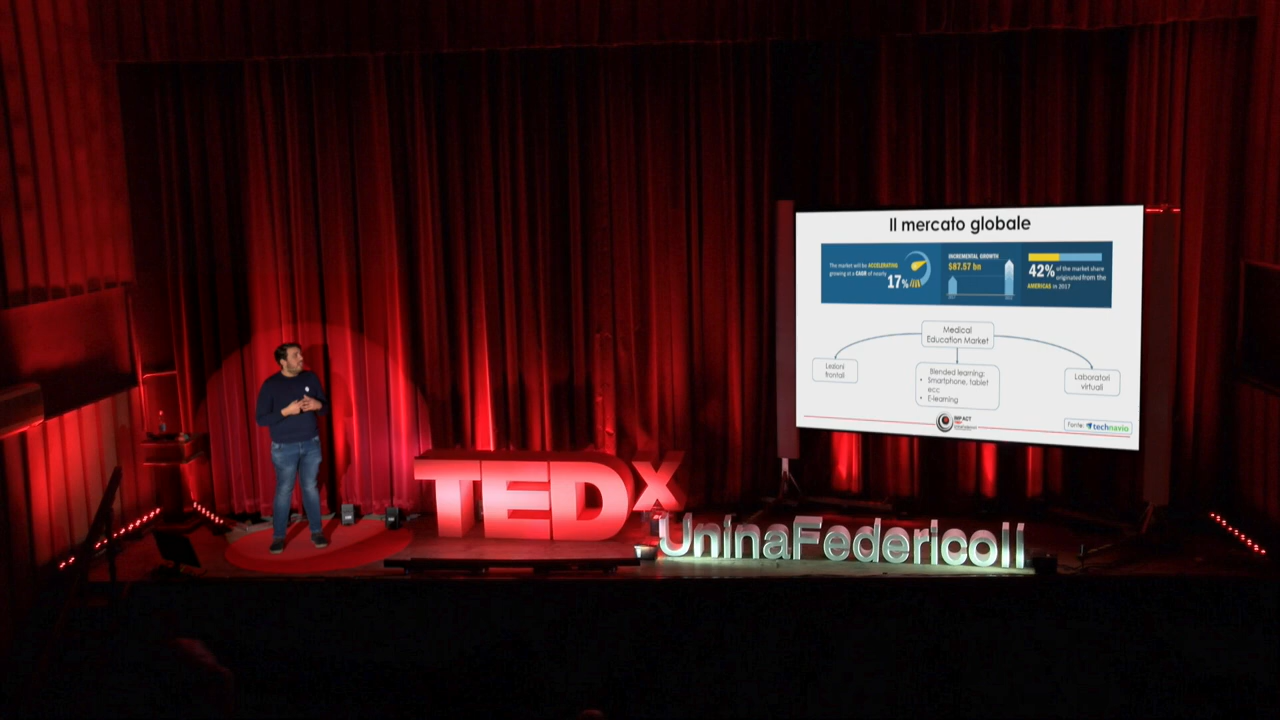 Il mercato globale
The market will be ACCELERATING
growing at a CAGR of nearly
17%
INCREMENTAL GROWTH
$87.57 bn
42% of the market share
originated from the
AMERICAS in 2017
Medical
Education Market
Lezioni
frontali
Blended learning:
• Smartphone, tablet
ecc
• E-learning
Laboratori
virtuali
IMPACT
Fonte: technavio
TEDx
UninaFedericoII